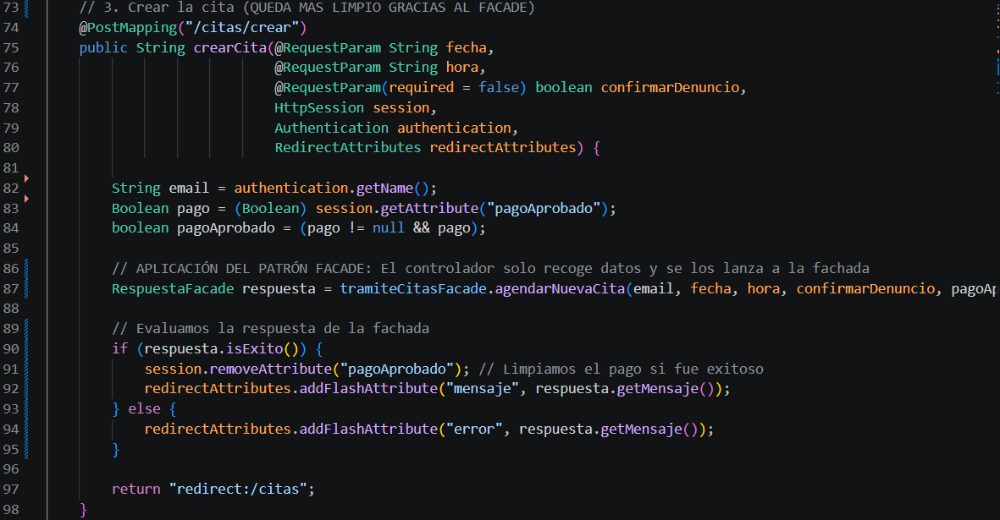 73 // 3. Crear la cita (QUEDA MAS LIMPIO GRACIAS AL FACADE)
74 @PostMapping("/citas/crear")
75 public String crearCita(@RequestParam String fecha,
76 @RequestParam String hora,
77 @RequestParam(required = false) boolean confirmarDenuncio,
78 HttpSession session,
79 Authentication authentication,
80 RedirectAttributes redirectAttributes) {
81
82 String email = authentication.getName();
83 Boolean pago = (Boolean) session.getAttribute("pagoAprobado");
84 boolean pagoAprobado = (pago != null && pago);
85
86 // APLICACIÓN DEL PATRÓN FACADE: El controlador solo recoge datos y se los lanza a la fachada
87 RespuestaFacade respuesta = tramiteCitasFacade.agendarNuevaCita(email, fecha, hora, confirmarDenuncio, pagoAp
88
89 // Evaluamos la respuesta de la fachada
90 if (respuesta.isExito()) {
91 session.removeAttribute("pagoAprobado"); // Limpiamos el pago si fue exitoso
92 redirectAttributes.addFlashAttribute("mensaje", respuesta.getMensaje());
93 } else {
94 redirectAttributes.addFlashAttribute("error", respuesta.getMensaje());
95 }
96
97 return "redirect:/citas";
98 }